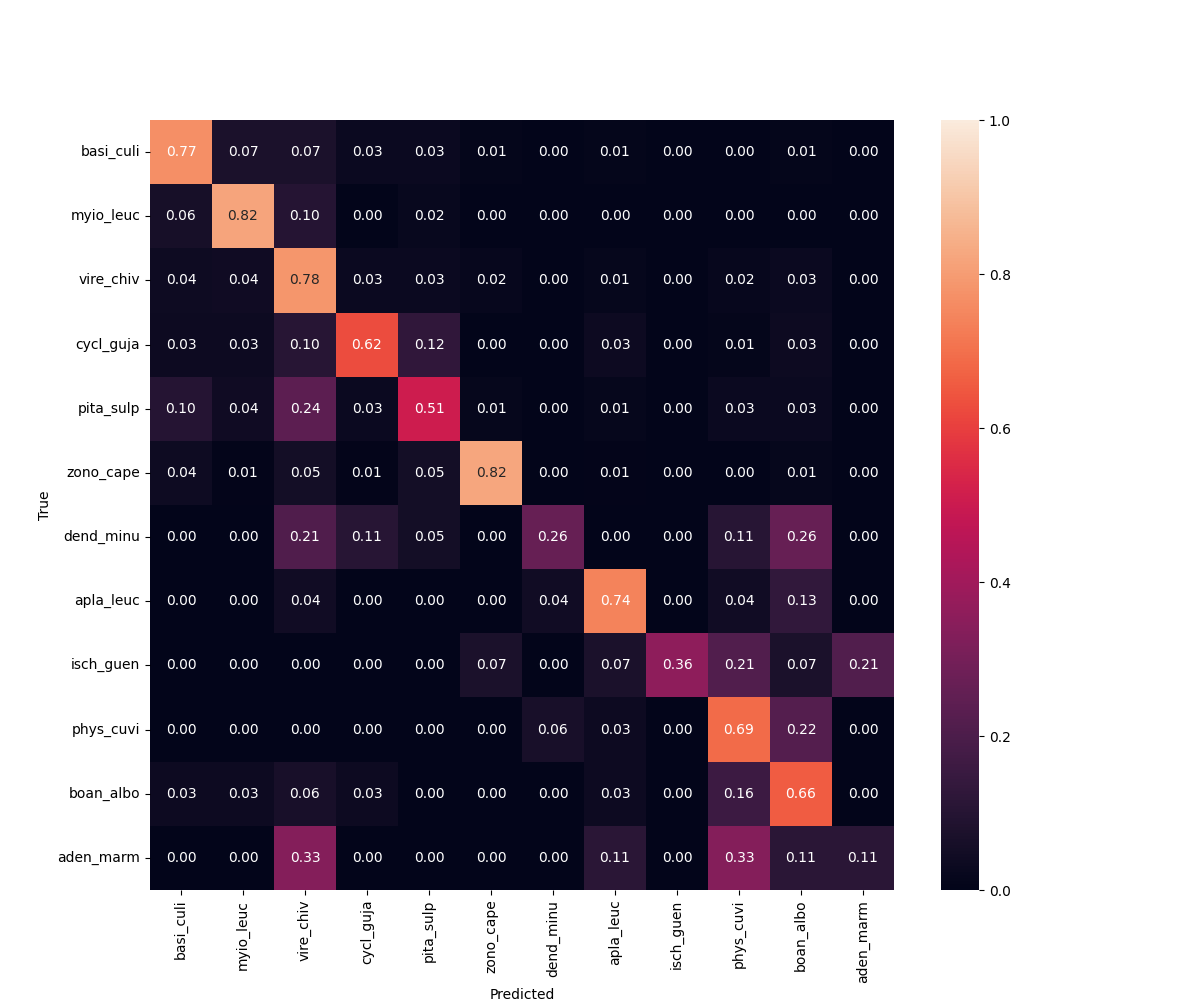 basi_culi 0.77 0.07 0.07 0.03 0.03 0.01 0.00 0.01 0.00 0.00 0.01 0.00
myio_leuc 0.06 0.82 0.10 0.00 0.02 0.00 0.00 0.00 0.00 0.00 0.00 0.00
vire_chiv 0.04 0.04 0.78 0.03 0.03 0.02 0.00 0.01 0.00 0.02 0.03 0.00
cycl_guja 0.03 0.03 0.10 0.62 0.12 0.00 0.00 0.03 0.00 0.01 0.03 0.00
pita_sulp 0.10 0.04 0.24 0.03 0.51 0.01 0.00 0.01 0.00 0.03 0.03 0.00
zono_cape 0.04 0.01 0.05 0.01 0.05 0.82 0.00 0.01 0.00 0.00 0.01 0.00
dend_minu 0.00 0.00 0.21 0.11 0.05 0.00 0.26 0.00 0.00 0.11 0.26 0.00
apla_leuc 0.00 0.00 0.04 0.00 0.00 0.00 0.04 0.74 0.00 0.04 0.13 0.00
isch_guen 0.00 0.00 0.00 0.00 0.00 0.07 0.00 0.07 0.36 0.21 0.07 0.21
phys_cuvi 0.00 0.00 0.00 0.00 0.00 0.00 0.06 0.03 0.00 0.69 0.22 0.00
boan_albo 0.03 0.03 0.06 0.03 0.00 0.00 0.00 0.03 0.00 0.16 0.66 0.00
aden_marm 0.00 0.00 0.33 0.00 0.00 0.00 0.00 0.11 0.00 0.33 0.11 0.11
True
basi_culi myio_leuc vire_chiv cycl_guja pita_sulp zono_cape dend_minu apla_leuc isch_guen phys_cuvi boan_albo aden_marm
Predicted
1.0
0.8
0.6
0.4
0.2
0.0